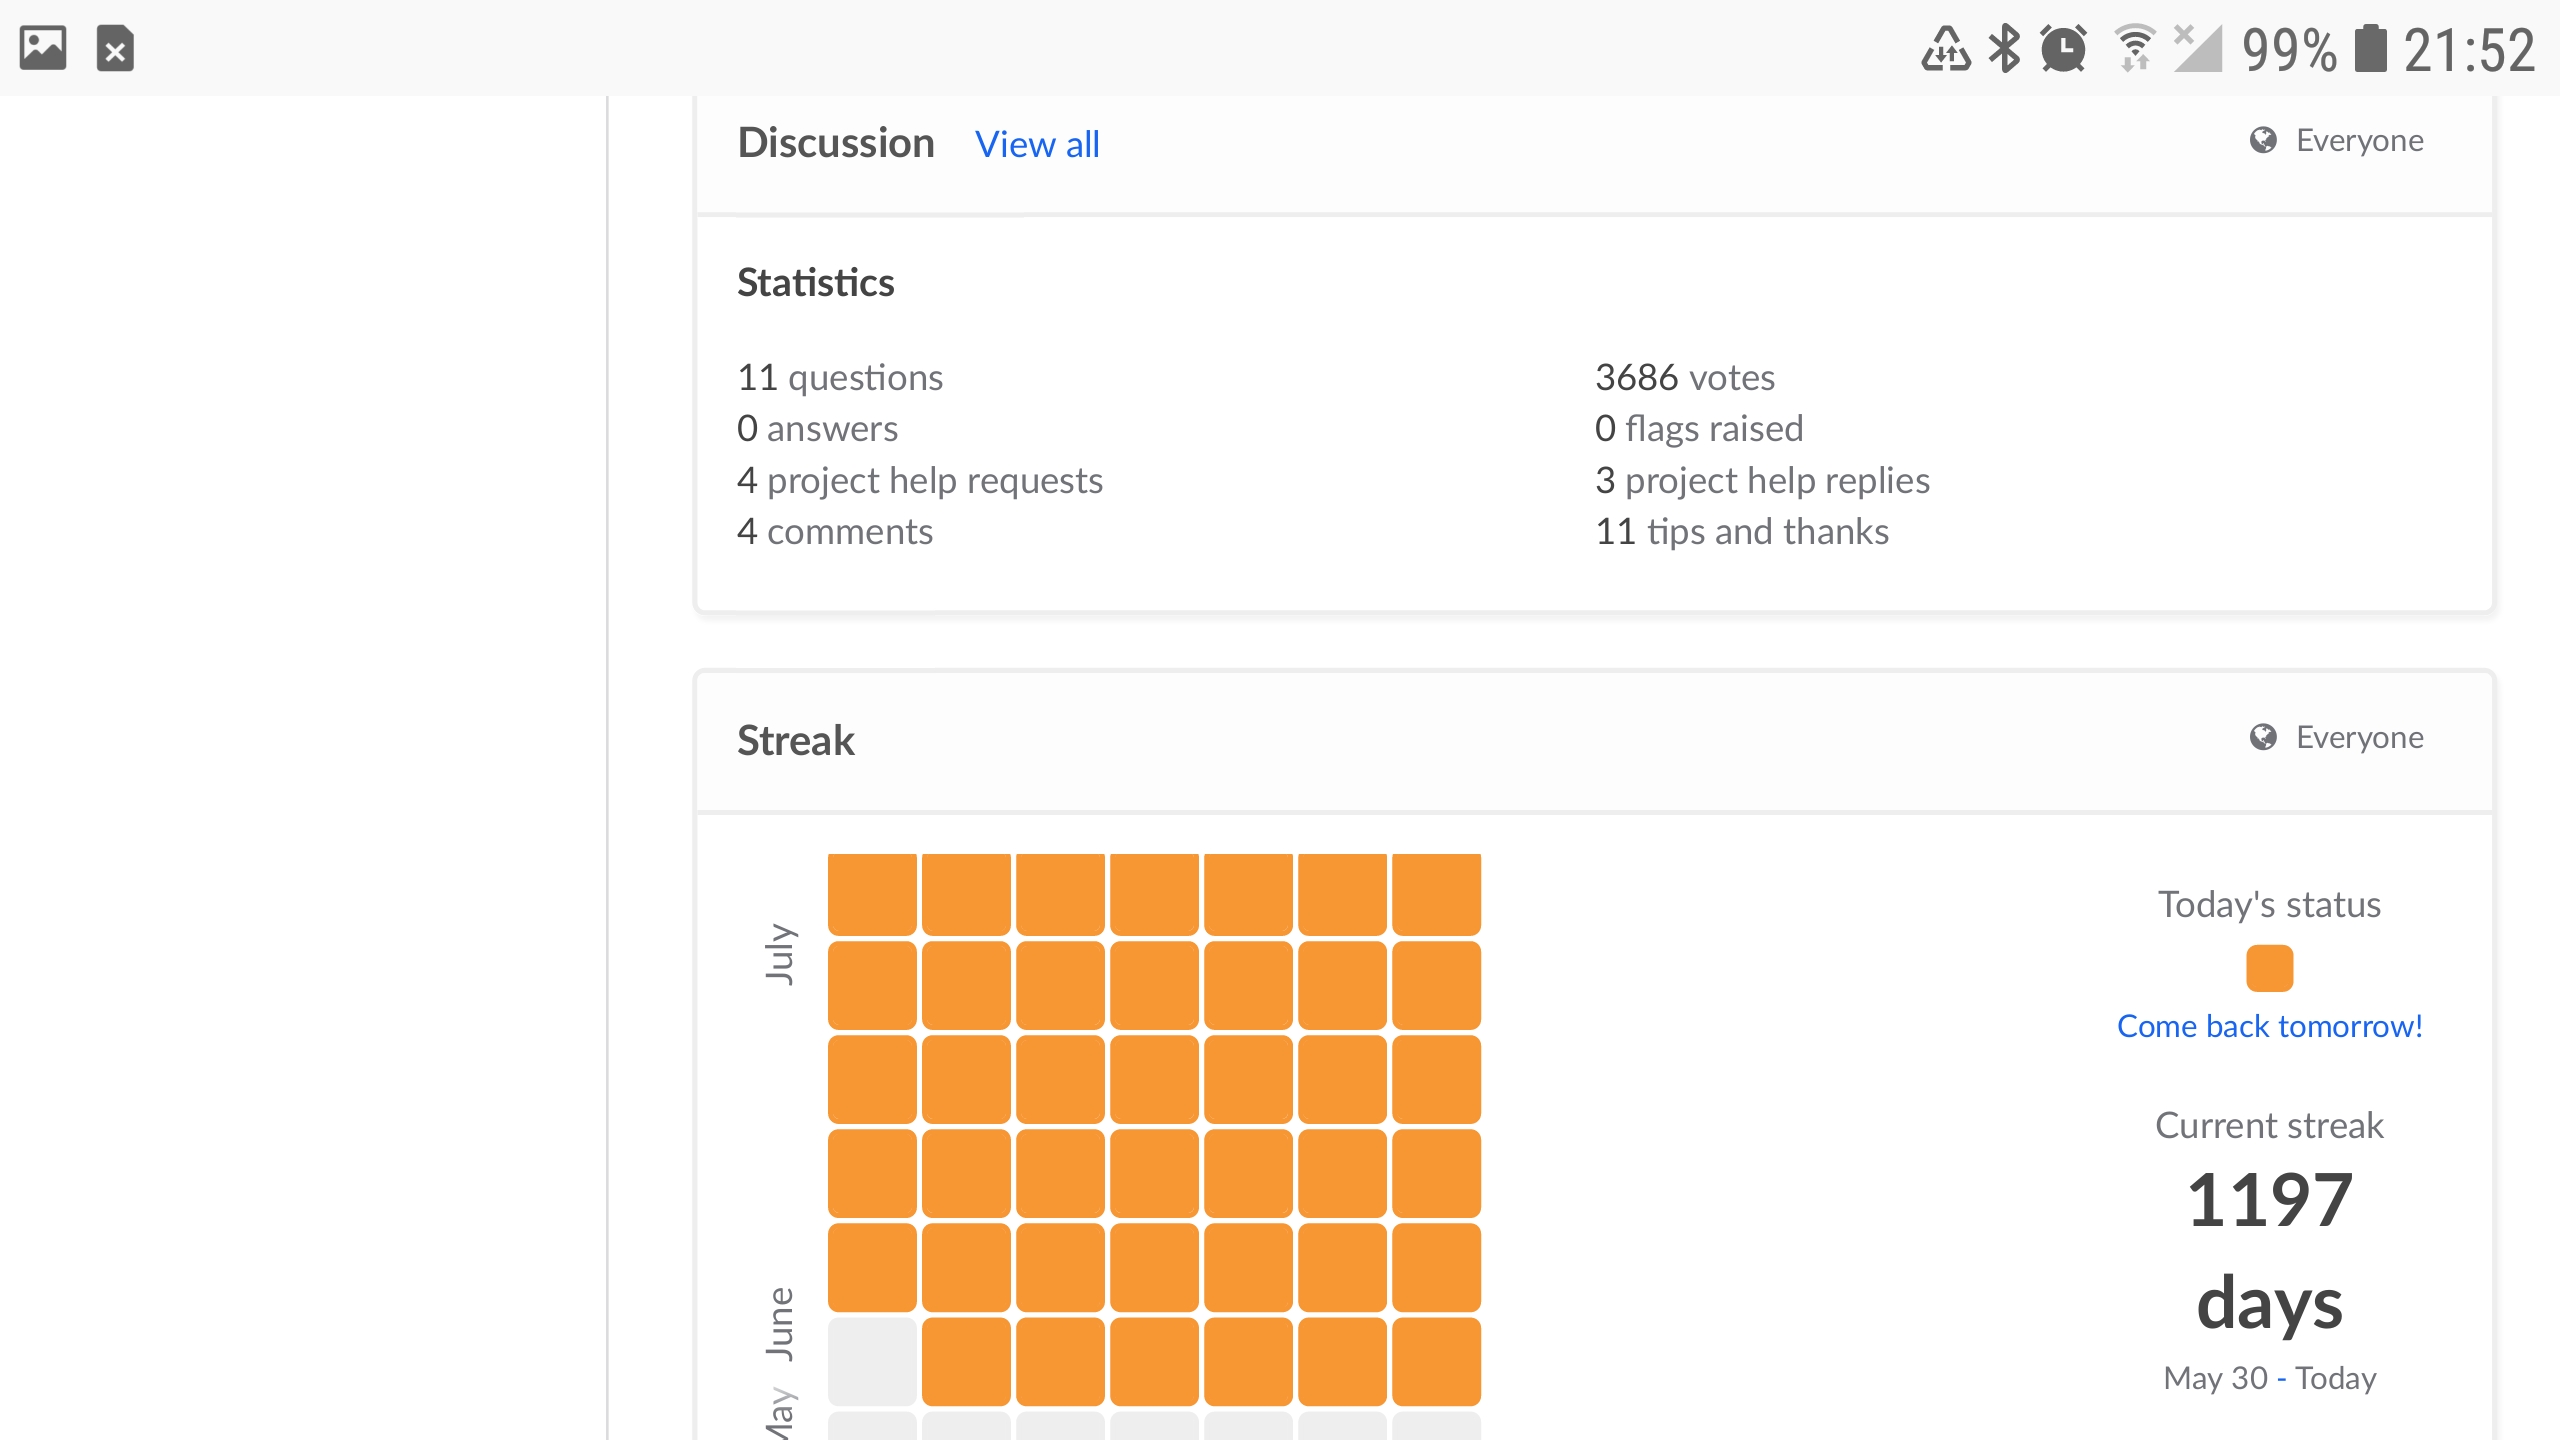 99% 21:52
Discussion View all Everyone
Statistics
11 questions
0 answers
4 project help requests
4 comments
3686 votes
0 flags raised
3 project help replies
11 tips and thanks
Streak Everyone
July
June
May
Today's status
Come back tomorrow!
Current streak
1197
days
May 30 - Today